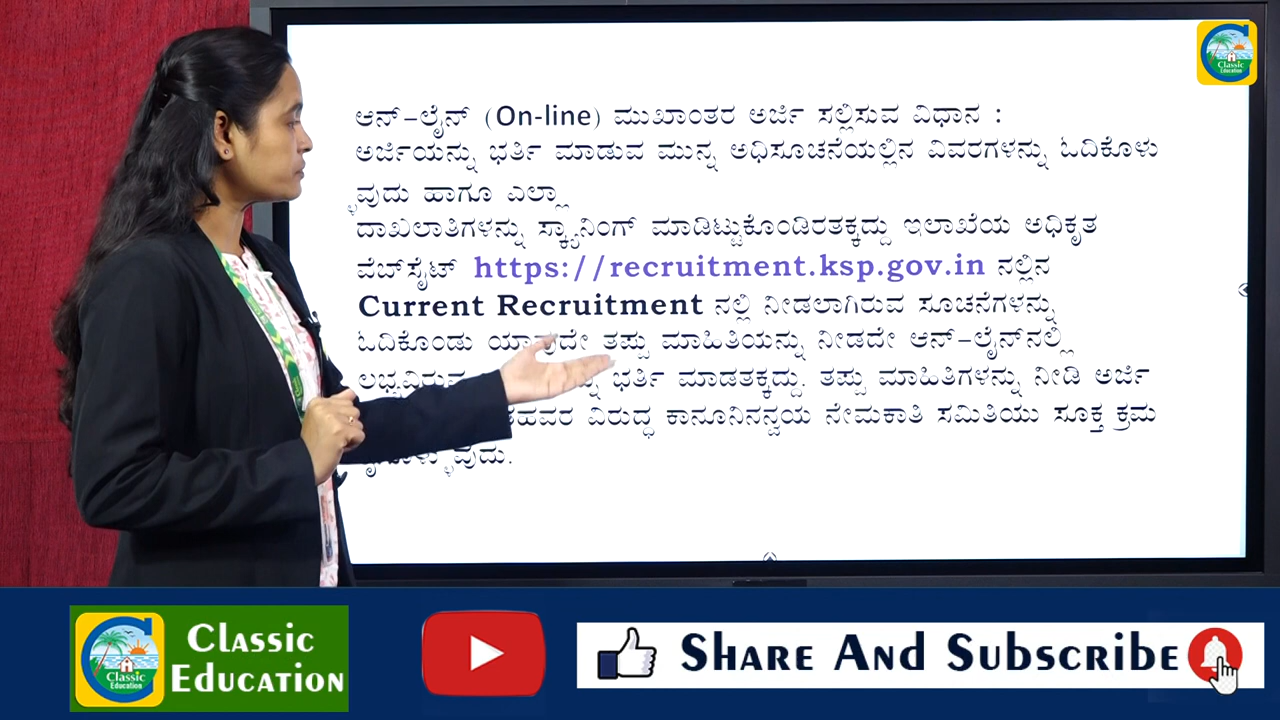 ಆನ್-ಲೈನ್ (On-line) ಮುಖಾಂತರ ಅರ್ಜಿ ಸಲ್ಲಿಸುವ ವಿಧಾನ :
ಅರ್ಜಿಯನ್ನು ಭರ್ತಿ ಮಾಡುವ ಮುನ್ನ ಅಧಿಸೂಚನೆಯಲ್ಲಿನ ವಿವರಗಳನ್ನು ಓದಿಕೊಳು
್ಳವುದು ಹಾಗೂ ಎಲ್ಲಾ
ದಾಖಲಾತಿಗಳನ್ನು ಸ್ಕ್ಯಾನಿಂಗ್ ಮಾಡಿಟ್ಟುಕೊಂಡಿರತಕ್ಕದ್ದು ಇಲಾಖೆಯ ಅಧಿಕೃತ
ವೆಬ್‌ಸೈಟ್ https://recruitment.ksp.gov.in ನಲ್ಲಿನ
Current Recruitment ನಲ್ಲಿ ನೀಡಲಾಗಿರುವ ಸೂಚನೆಗಳನ್ನು
ಓದಿಕೊಂಡು ಯಾವುದೇ ತಪ್ಪು ಮಾಹಿತಿಯನ್ನು ನೀಡದೇ ಆನ್-ಲೈನ್‌ನಲ್ಲಿ
ಲಭ್ಯವಿರುವ ಭರ್ತಿ ಮಾಡತಕ್ಕದ್ದು. ತಪ್ಪು ಮಾಹಿತಿಗಳನ್ನು ನೀಡಿ ಅರ್ಜಿ
ವಿರುದ್ಧ ಕಾನೂನಿನನ್ವಯ ನೇಮಕಾತಿ ಸಮಿತಿಯು ಸೂಕ್ತ ಕ್ರಮ
Classic
Education
Classic
Education
Classic
Education
Share And Subscribe